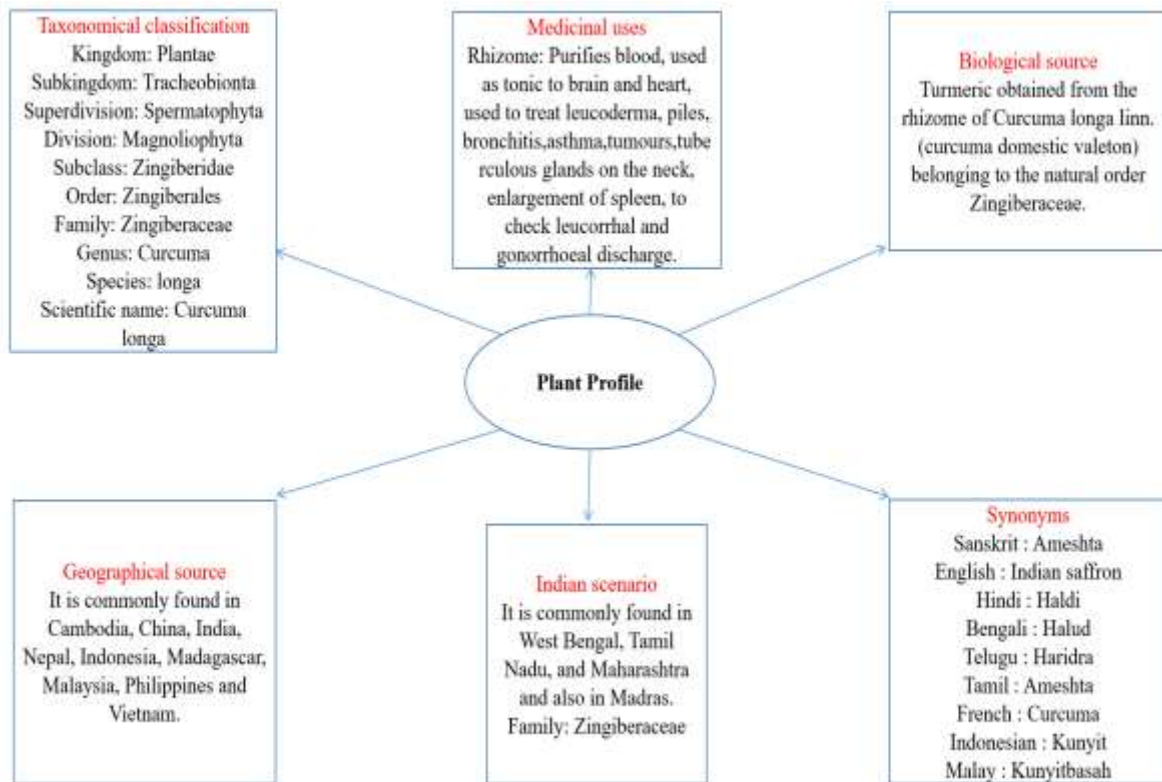 Taxonomical classification
Kingdom: Plantae
Subkingdom: Tracheobionta
Superdivision: Spermatophyta
Division: Magnoliophyta
Subclass: Zingiberidae
Order: Zingiberales
Family: Zingiberaceae
Genus: Curcuma
Species: longa
Scientific name: Curcuma
longa
Medicinal uses
Rhizome: Purifies blood, used
as tonic to brain and heart,
used to treat leucoderma, piles,
bronchitis,asthma,tumours,tube
rculous glands on the neck,
enlargement of spleen, to
check leucorrhal and
gonorrhoeal discharge.
Biological source
Turmeric obtained from the
rhizome of Curcuma longa linn.
(curcuma domestic valeton)
belonging to the natural order
Zingiberaceae.
Plant Profile
Geographical source
It is commonly found in
Cambodia, China, India,
Nepal, Indonesia, Madagascar,
Malaysia, Philippines and
Vietnam.
Indian scenario
It is commonly found in
West Bengal, Tamil
Nadu, and Maharashtra
and also in Madras.
Family: Zingiberaceae
Synonyms
Sanskrit : Ameshta
English : Indian saffron
Hindi : Haldi
Bengali : Halud
Telugu : Haridra
Tamil : Ameshta
French : Curcuma
Indonesian : Kunyit
Malay : Kunyitbasah